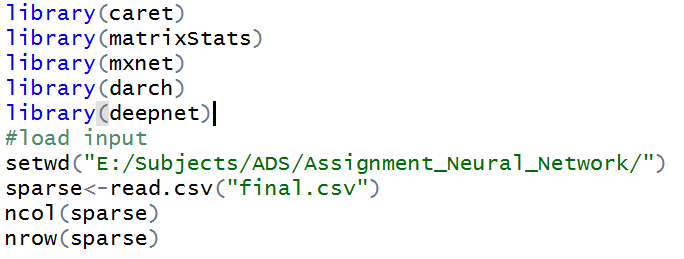 library(caret)
library(matrixStats)
library(mxnet)
library(darch)
library(deepnet)
#load input
setwd("E:/Subjects/ADS/Assignment_Neural_Network/")
sparse<-read.csv("final.csv")
ncol(sparse)
nrow(sparse)